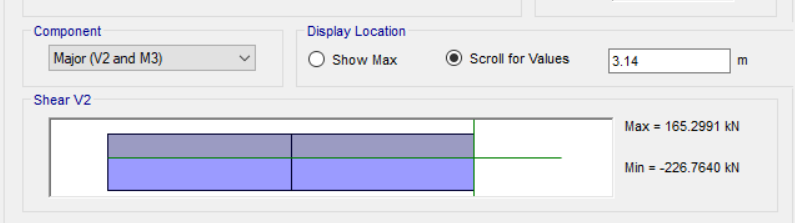 Component
Display Location
Major (V2 and M3)
Show Max
Scroll for Values
3.14
m
Shear V2
Max = 165.2991 kN
Min = -226.7640 kN